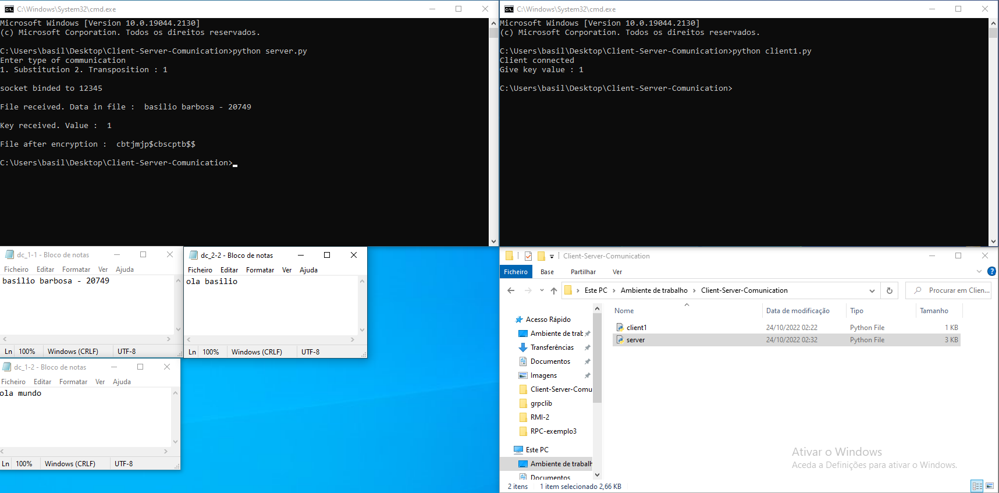 C:\Windows\System32\cmd.exe
Microsoft Windows [Version 10.0.19044.2130]
(c) Microsoft Corporation. Todos os direitos reservados.
C:\Users\basil\Desktop\Client-Server-Comunication>python server.py
Enter type of communication
1. Substitution 2. Transposition : 1
socket binded to 12345
File received. Data in file :  basilio barbosa - 20749
Key received. Value :  1
File after encryption :  cbtjmjp$cbscptb$$
C:\Users\basil\Desktop\Client-Server-Comunication>
C:\Windows\System32\cmd.exe
Microsoft Windows [Version 10.0.19044.2130]
(c) Microsoft Corporation. Todos os direitos reservados.
C:\Users\basil\Desktop\Client-Server-Comunication>python client1.py
Client connected
Give key value : 1
C:\Users\basil\Desktop\Client-Server-Comunication>
dc_1-1 - Bloco de notas
Ficheiro Editar Formatar Ver Ajuda
basilio barbosa - 20749
Ln 100% Windows (CRLF) UTF-8
dc_2-2 - Bloco de notas
Ficheiro Editar Formatar Ver Ajuda
ola basilio
Ln 100% Windows (CRLF) UTF-8
dc_1-2 - Bloco de notas
Ficheiro Editar Formatar Ver Ajuda
ola mundo
Ln 100% Windows (CRLF) UTF-8
Client-Server-Comunication
Ficheiro Base Partilhar Ver
Este PC > Ambiente de trabalho > Client-Server-Comunication
Procurar em Clien...
Acesso Rápido
Ambiente de trab
Transferências
Documentos
Imagens
Client-Server-Comu
grpclib
RMI-2
RPC-exemplo3
Este PC
Ambiente de trabalh
Documentos
Nome Data de modificação Tipo Tamanho
client1 24/10/2022 02:22 Python File 1 KB
server 24/10/2022 02:32 Python File 3 KB
Ativar o Windows
Aceda a Definições para ativar o Windows.
2 itens 1 item selecionado 2,66 KB